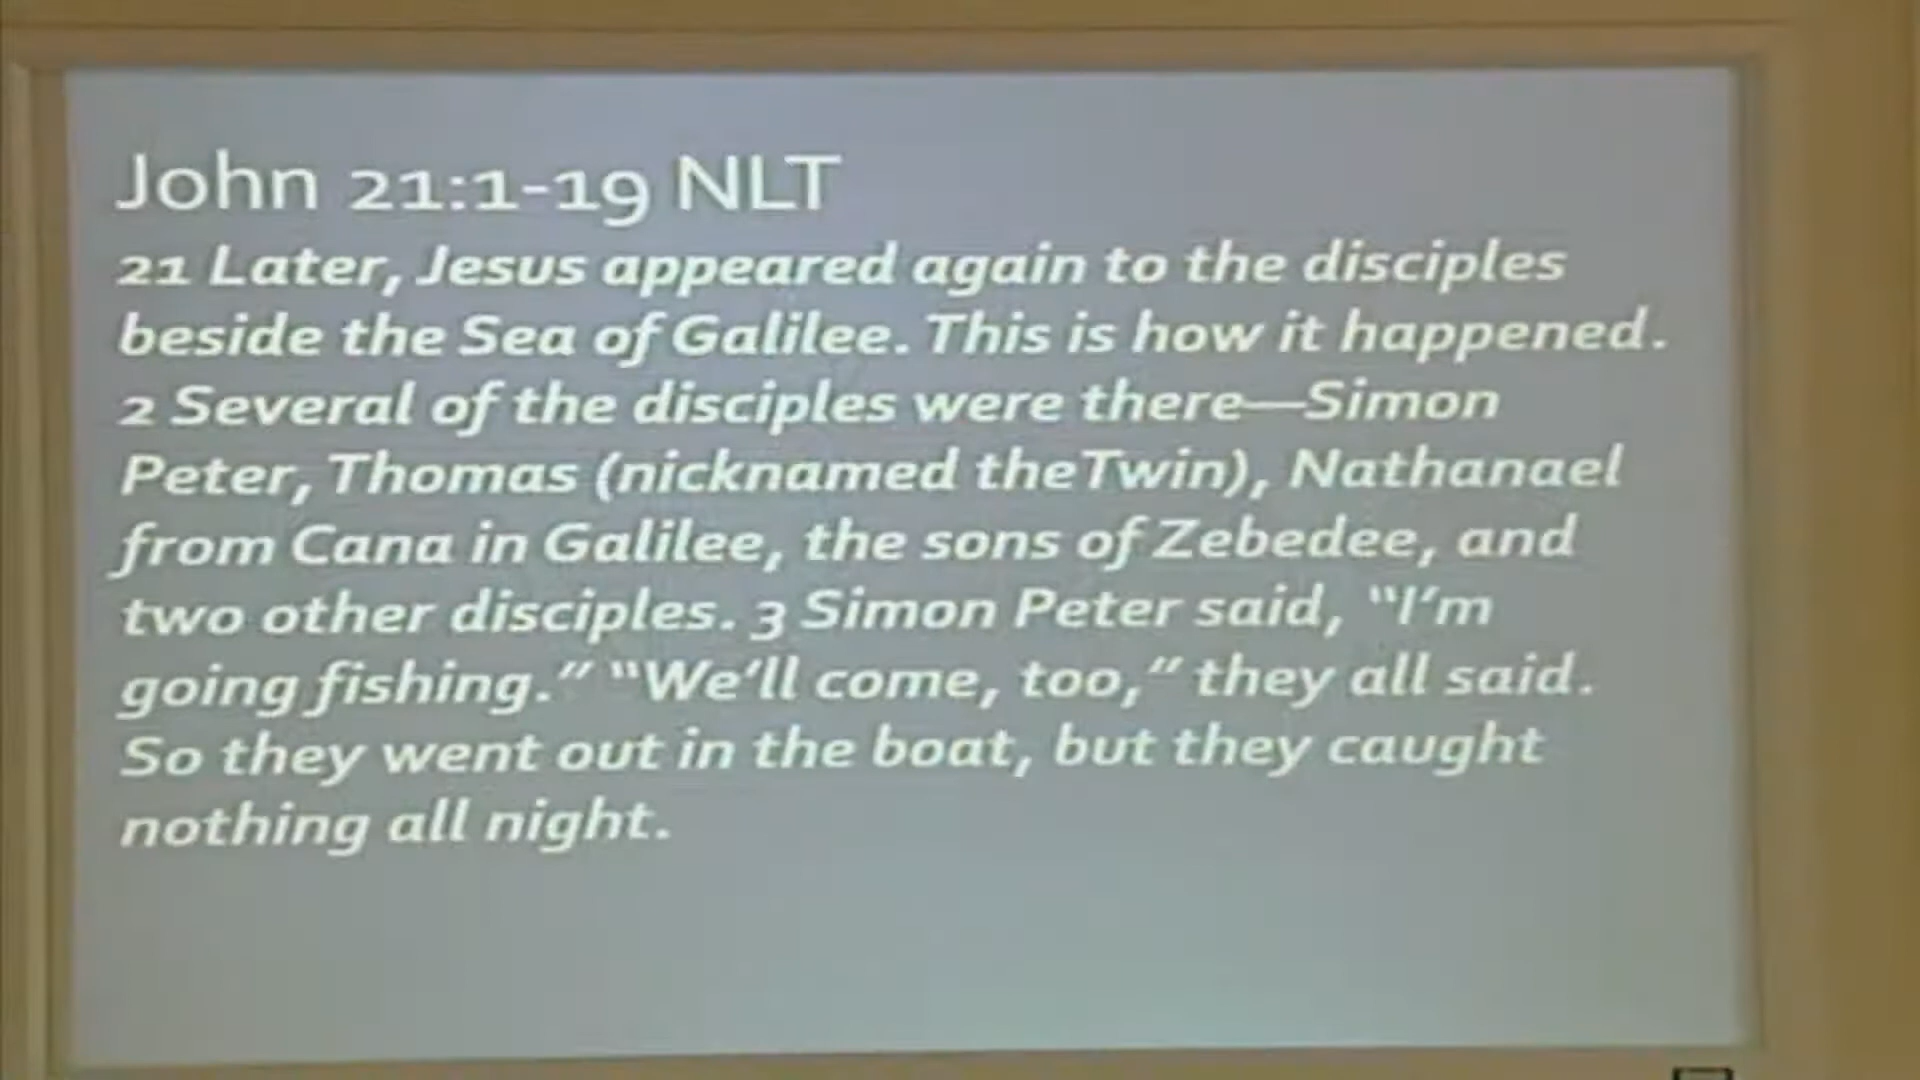 John 21:1-19 NLT
21 Later, Jesus appeared again to the disciples
beside the Sea of Galilee. This is how it happened.
2 Several of the disciples were there—Simon
Peter, Thomas (nicknamed the Twin), Nathanael
from Cana in Galilee, the sons of Zebedee, and
two other disciples. 3 Simon Peter said, “I’m
going fishing.” “We’ll come, too,” they all said.
So they went out in the boat, but they caught
nothing all night.